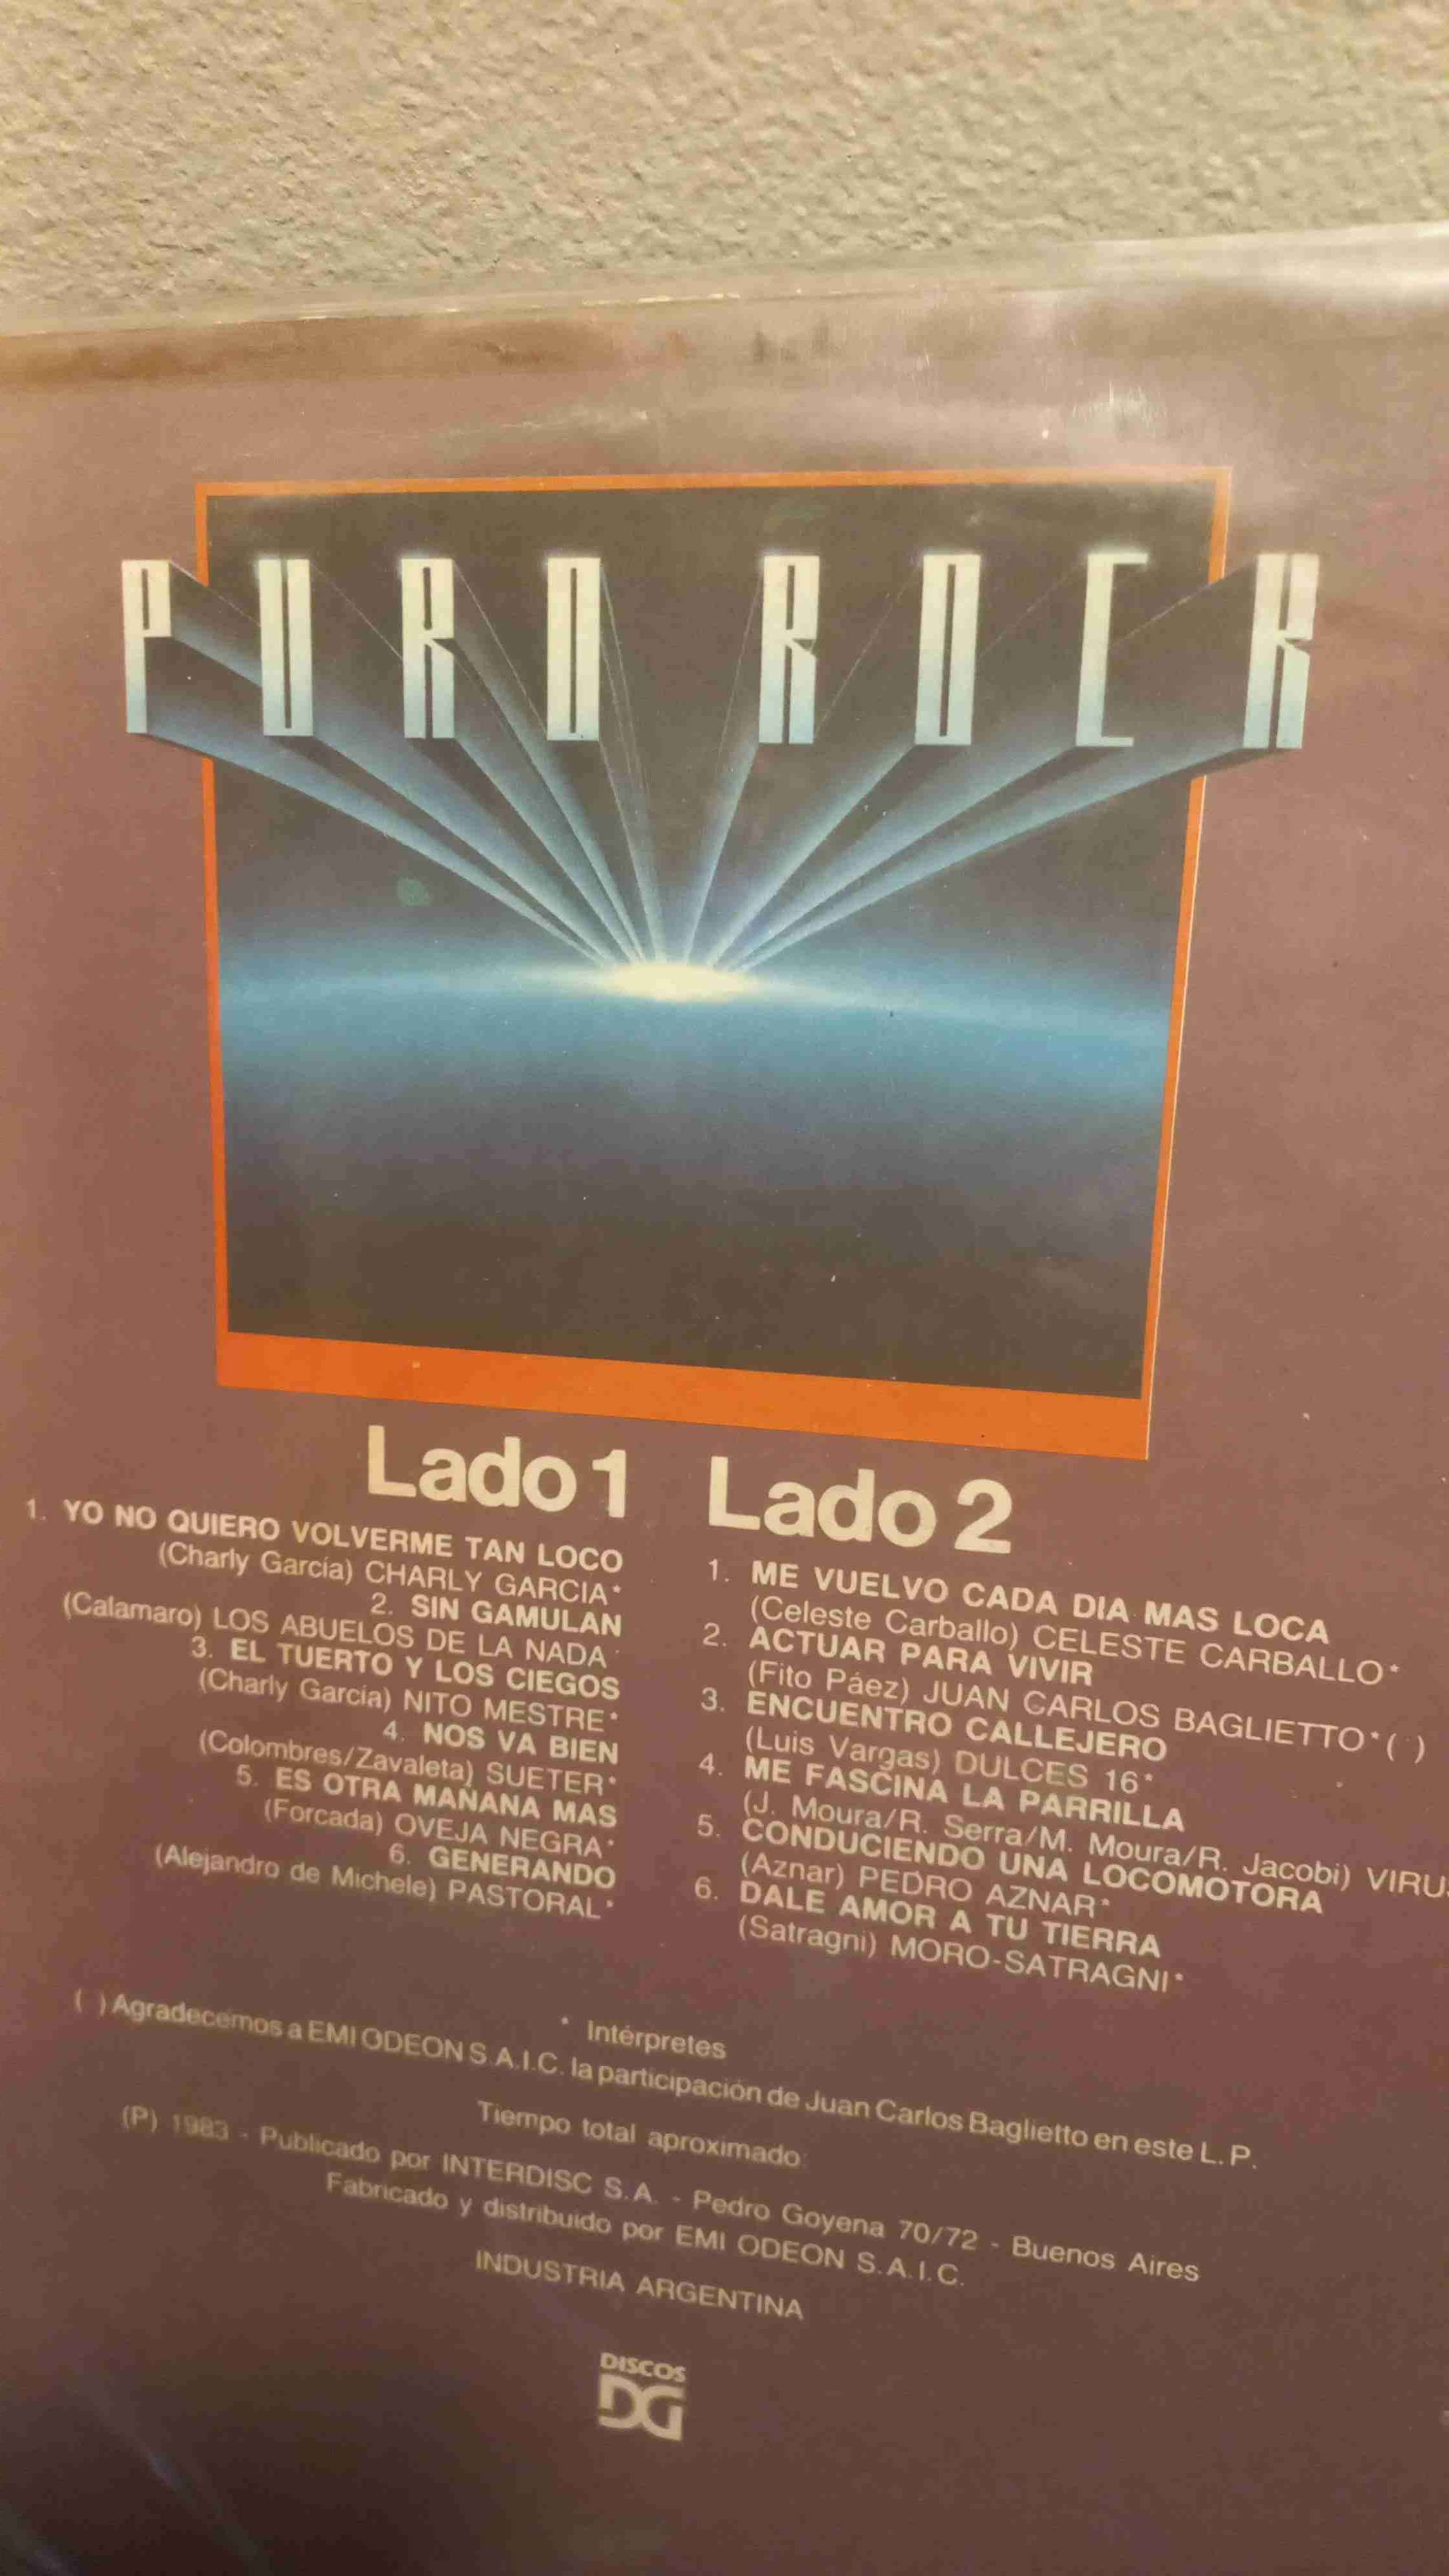 PURO ROCK
Lado 1
1. YO NO QUIERO VOLVERME TAN LOCO
(Charly García) CHARLY GARCIA*
2. SIN GAMULAN
(Calamaro) LOS ABUELOS DE LA NADA*
3. EL TUERTO Y LOS CIEGOS
(Charly García) NITO MESTRE*
4. NOS VA BIEN
(Colombres/Zavaleta) SUETER*
5. ES OTRA MAÑANA MAS
(Forcada) OVEJA NEGRA*
6. GENERANDO
(Alejandro de Michele) PASTORAL*
Lado 2
1. ME VUELVO CADA DIA MAS LOCA
(Celeste Carballo) CELESTE CARBALLO*
2. ACTUAR PARA VIVIR
(Fito Páez) JUAN CARLOS BAGLIETTO*( )
3. ENCUENTRO CALLEJERO
(Luis Vargas) DULCES 16*
4. ME FASCINA LA PARRILLA
(J. Moura/R. Serra/M. Moura/R. Jacobi) VIRUS
5. CONDUCIENDO UNA LOCOMOTORA
(Aznar) PEDRO AZNAR*
6. DALE AMOR A TU TIERRA
(Satragni) MORO-SATRAGNI*
* Intérpretes
( ) Agradecemos a EMI ODEON S.A.I.C. la participación de Juan Carlos Baglietto en este L.P.
Tiempo total aproximado:
(P) 1983 - Publicado por INTERDISC S.A. - Pedro Goyena 70/72 - Buenos Aires
Fabricado y distribuido por EMI ODEON S.A.I.C.
INDUSTRIA ARGENTINA
DISCOS
DG